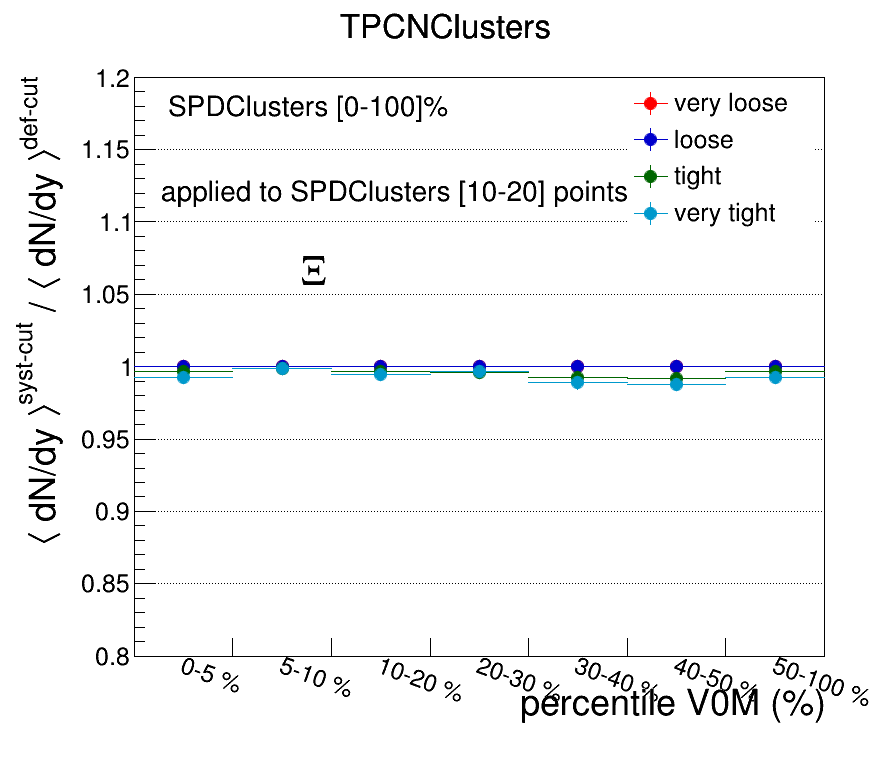 TPCNClusters
⟨ dN/dy ⟩^syst-cut / ⟨ dN/dy ⟩^def-cut
1.2
1.15
1.1
1.05
1
0.95
0.9
0.85
0.8
SPDClusters [0-100]%
applied to SPDClusters [10-20] points
Ξ
very loose
loose
tight
very tight
0-5 %
5-10 %
10-20 %
20-30 %
30-40 %
40-50 %
50-100 %
percentile V0M (%)